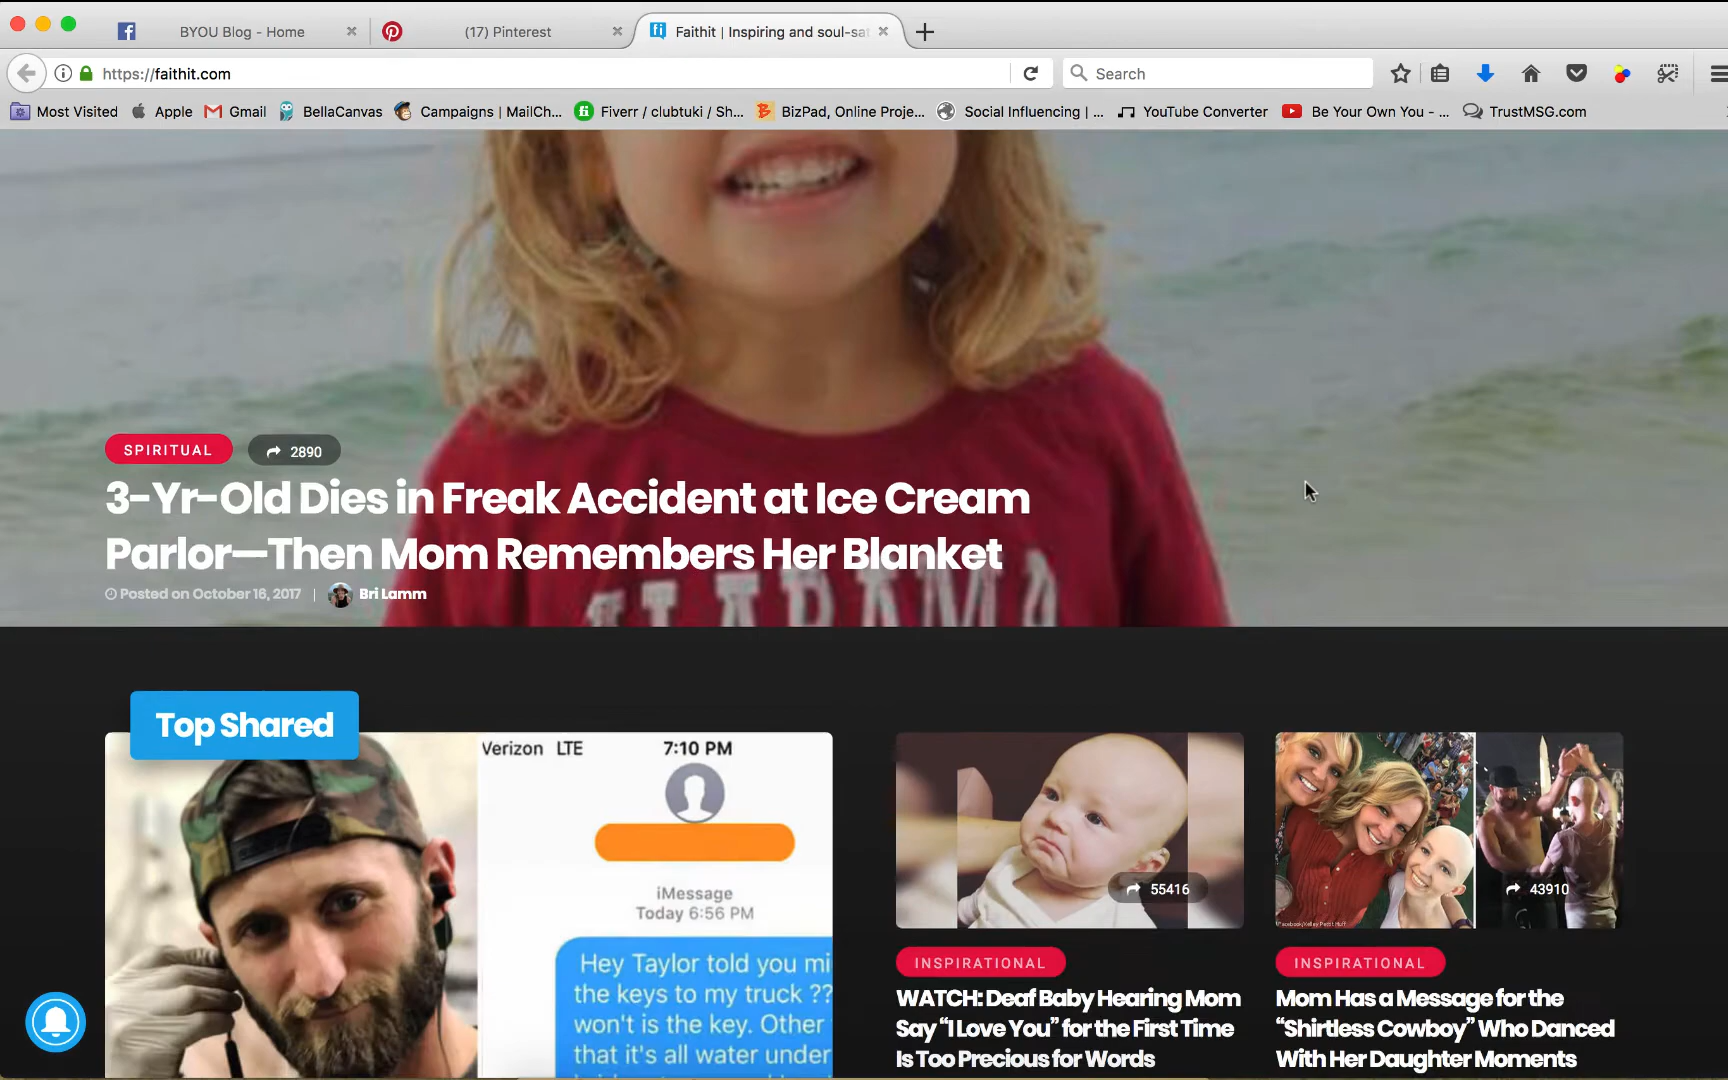 BYOU Blog - Home
(17) Pinterest
Faithit | Inspiring and soul-sat
https://faithit.com
Search
Most Visited
Apple
Gmail
BellaCanvas
Campaigns | MailCh...
Fiverr / clubtuki / Sh...
BizPad, Online Proje...
Social Influencing | ...
YouTube Converter
Be Your Own You - ...
TrustMSG.com
SPIRITUAL
2890
3-Yr-Old Dies in Freak Accident at Ice Cream
Parlor—Then Mom Remembers Her Blanket
Posted on October 16, 2017 | Bri Lamm
ALABAMA
Top Shared
Verizon LTE
7:10 PM
iMessage
Today 6:56 PM
Hey Taylor told you mi
the keys to my truck ??
won't is the key. Other
that it's all water under
55416
INSPIRATIONAL
WATCH: Deaf Baby Hearing Mom
Say “I Love You” for the First Time
Is Too Precious for Words
43910
INSPIRATIONAL
Mom Has a Message for the
“Shirtless Cowboy” Who Danced
With Her Daughter Moments